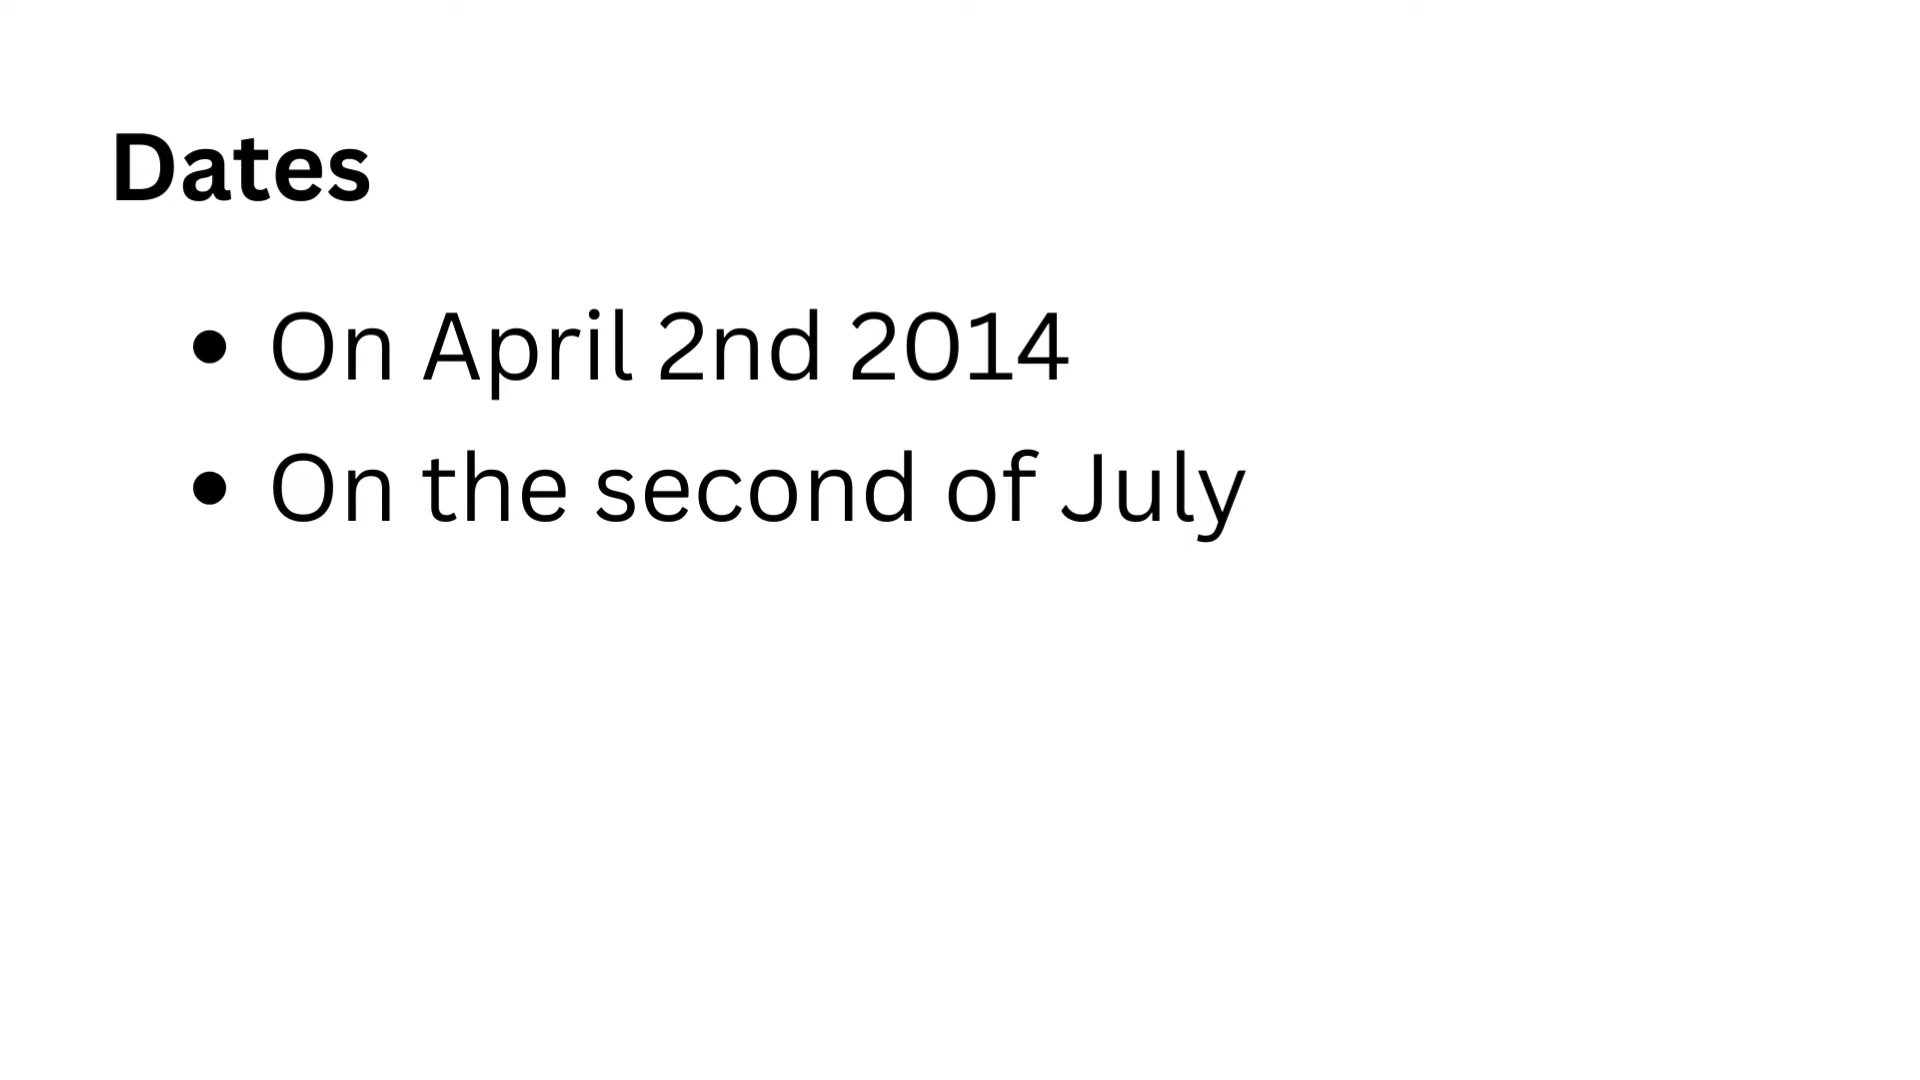 Dates
• On April 2nd 2014
• On the second of July